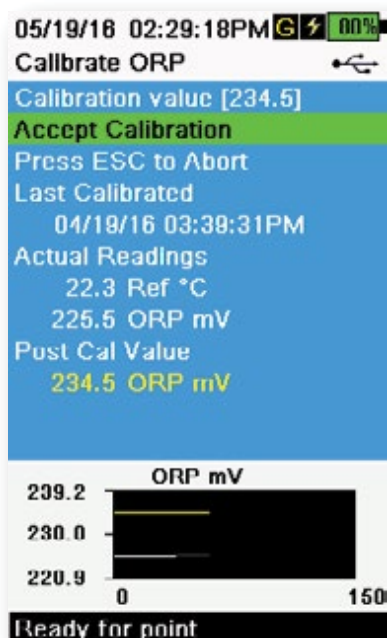 05/19/16 02:29:18PM G
Calibrate ORP
Calibration value [234.5]
Accept Calibration
Press ESC to Abort
Last Calibrated
04/19/16 03:39:31PM
Actual Readings
22.3 Ref °C
225.5 ORP mV
Post Cal Value
234.5 ORP mV
ORP mV
239.2
230.0
220.9
0
Ready for point